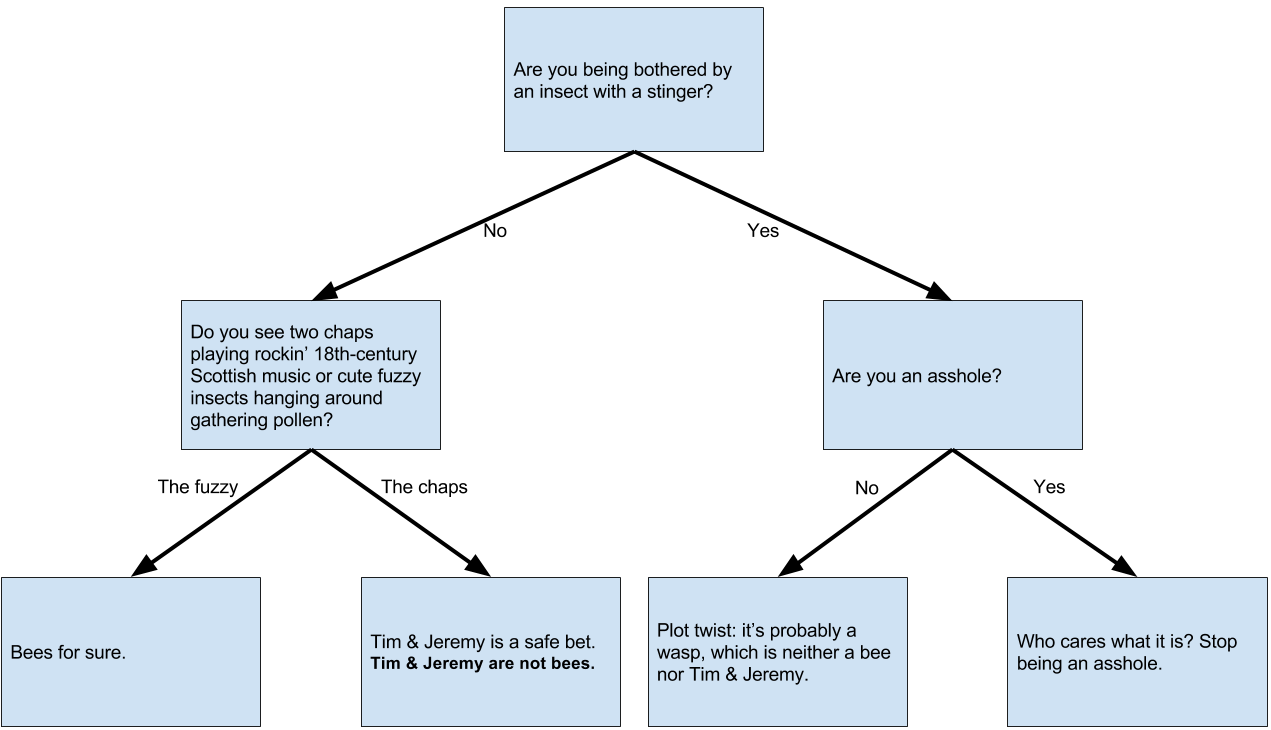 Are you being bothered by
an insect with a stinger?
No
Yes
Do you see two chaps
playing rockin’ 18th-century
Scottish music or cute fuzzy
insects hanging around
gathering pollen?
Are you an asshole?
The fuzzy
The chaps
No
Yes
Bees for sure.
Tim & Jeremy is a safe bet.
Tim & Jeremy are not bees.
Plot twist: it’s probably a
wasp, which is neither a bee
nor Tim & Jeremy.
Who cares what it is? Stop
being an asshole.